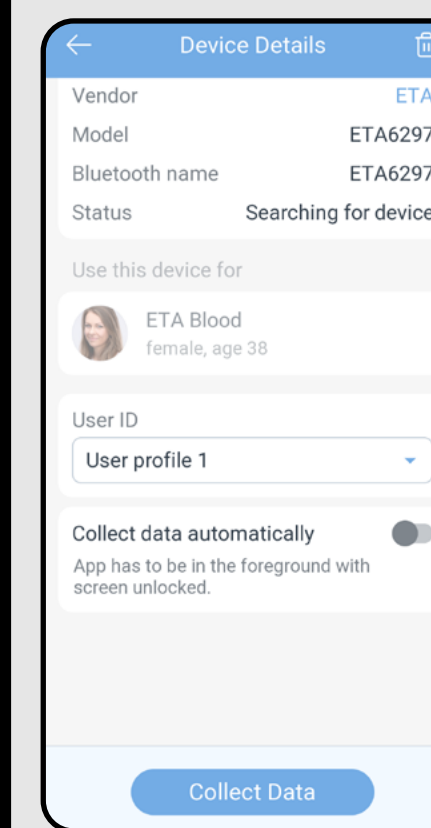 Device Details
Vendor ETA
Model ETA6297
Bluetooth name ETA6297
Status Searching for device
Use this device for
ETA Blood
female, age 38
User ID
User profile 1
Collect data automatically
App has to be in the foreground with
screen unlocked.
Collect Data